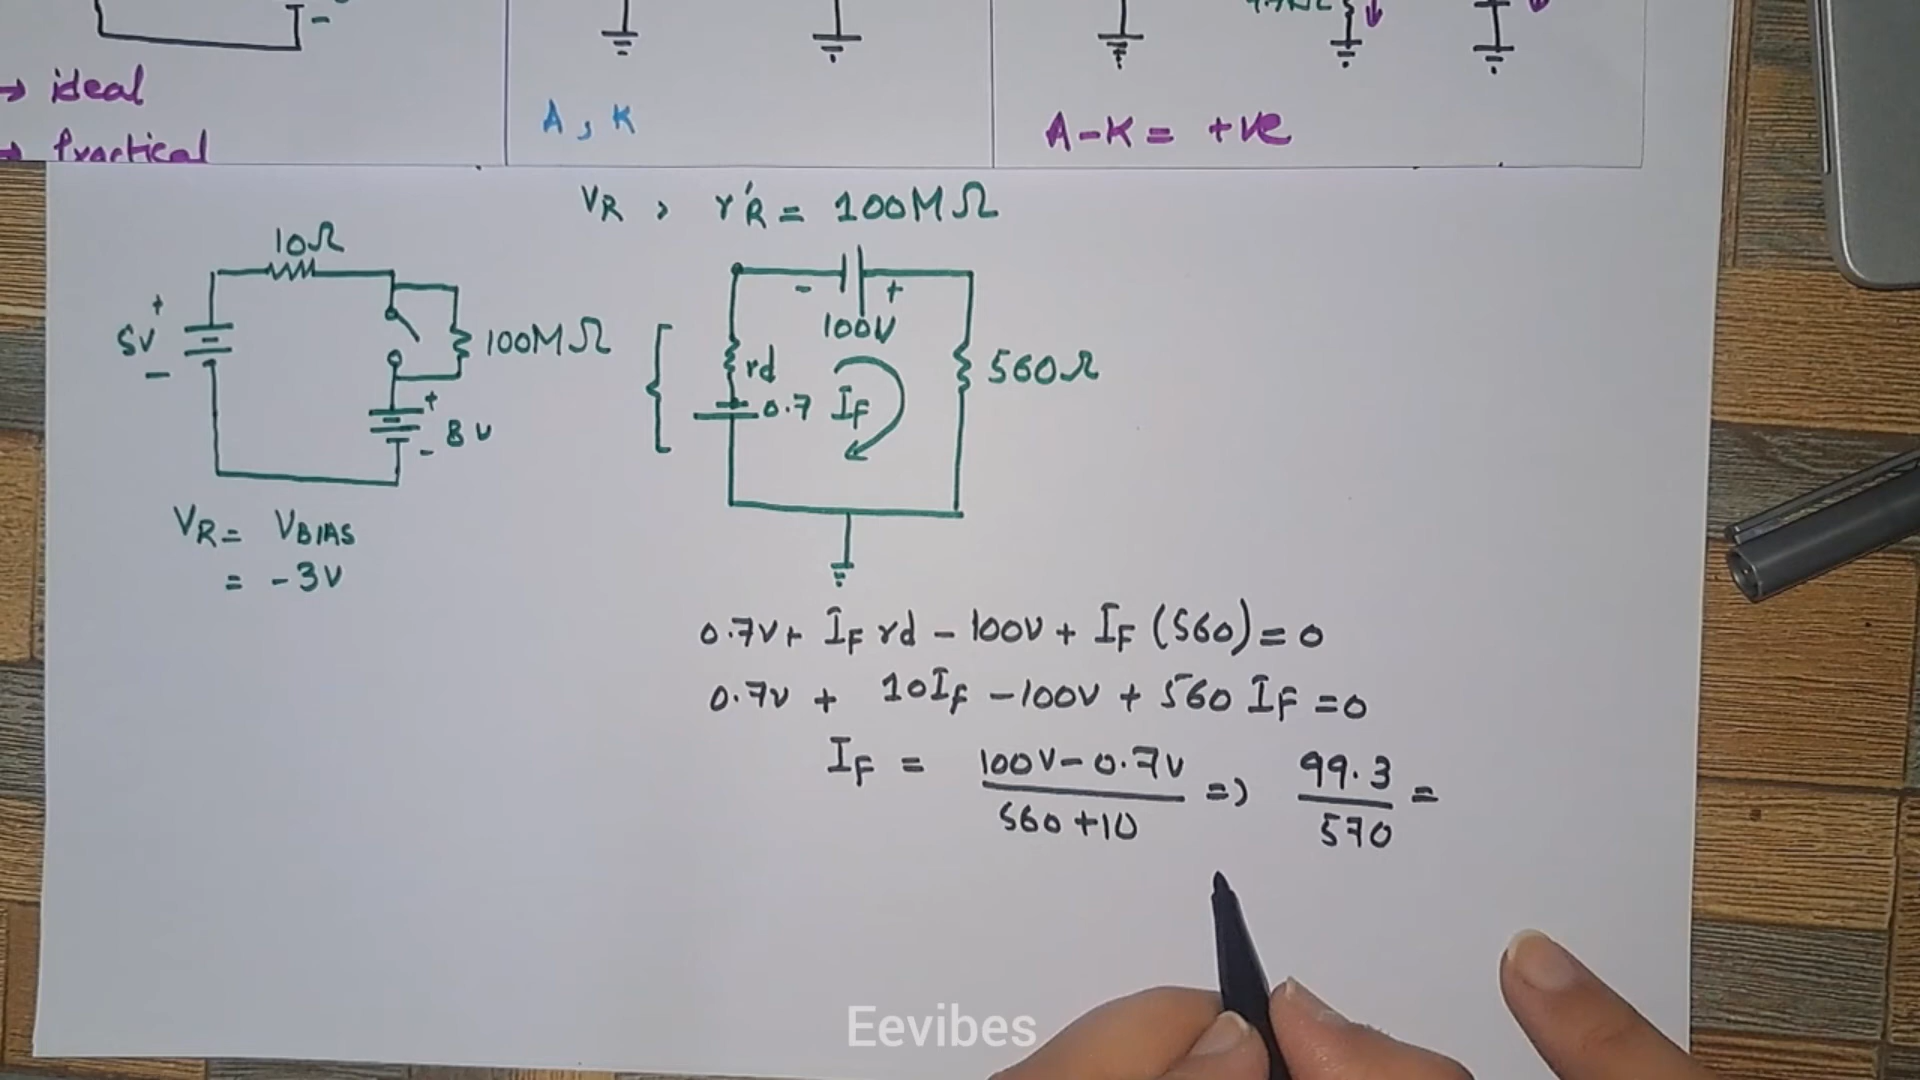 → ideal
→ Practical
A, K
A-K = +ve
VR, r'R = 100MΩ
10Ω
5V
+
-
100MΩ
+
8V
-
VR = VBIAS
= -3V
- +
100V
rd
0.7
IF
560Ω
0.7V + IF rd - 100V + IF (560) = 0
0.7V + 10IF - 100V + 560 IF = 0
IF = 100V - 0.7V / 560 + 10 => 99.3 / 570 =
Eevibes